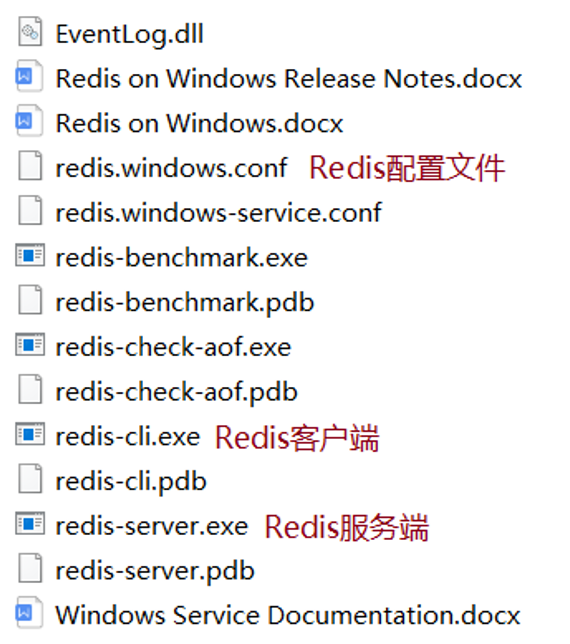 EventLog.dll
Redis on Windows Release Notes.docx
Redis on Windows.docx
redis.windows.conf Redis配置文件
redis.windows-service.conf
redis-benchmark.exe
redis-benchmark.pdb
redis-check-aof.exe
redis-check-aof.pdb
redis-cli.exe Redis客户端
redis-cli.pdb
redis-server.exe Redis服务端
redis-server.pdb
Windows Service Documentation.docx